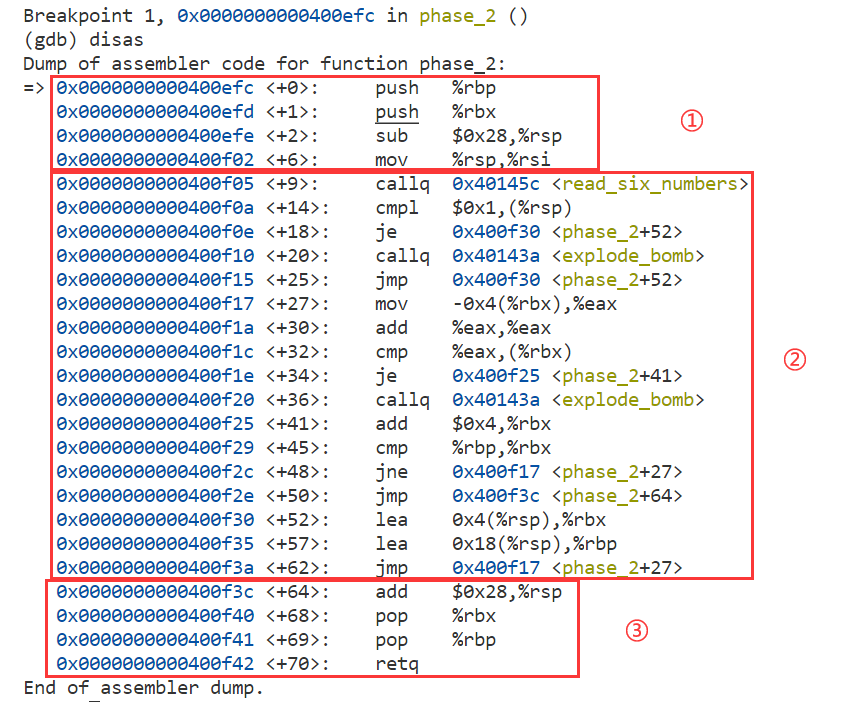 Breakpoint 1, 0x0000000000400efc in phase_2 ()
(gdb) disas
Dump of assembler code for function phase_2:
=> 0x0000000000400efc <+0>: push %rbp
0x0000000000400efd <+1>: push %rbx
①
0x0000000000400efe <+2>: sub $0x28,%rsp
0x0000000000400f02 <+6>: mov %rsp,%rsi
0x0000000000400f05 <+9>: callq 0x40145c <read_six_numbers>
0x0000000000400f0a <+14>: cmpl $0x1,(%rsp)
0x0000000000400f0e <+18>: je 0x400f30 <phase_2+52>
0x0000000000400f10 <+20>: callq 0x40143a <explode_bomb>
0x0000000000400f15 <+25>: jmp 0x400f30 <phase_2+52>
0x0000000000400f17 <+27>: mov -0x4(%rbx),%eax
0x0000000000400f1a <+30>: add %eax,%eax
0x0000000000400f1c <+32>: cmp %eax,(%rbx)
②
0x0000000000400f1e <+34>: je 0x400f25 <phase_2+41>
0x0000000000400f20 <+36>: callq 0x40143a <explode_bomb>
0x0000000000400f25 <+41>: add $0x4,%rbx
0x0000000000400f29 <+45>: cmp %rbp,%rbx
0x0000000000400f2c <+48>: jne 0x400f17 <phase_2+27>
0x0000000000400f2e <+50>: jmp 0x400f3c <phase_2+64>
0x0000000000400f30 <+52>: lea 0x4(%rsp),%rbx
0x0000000000400f35 <+57>: lea 0x18(%rsp),%rbp
0x0000000000400f3a <+62>: jmp 0x400f17 <phase_2+27>
0x0000000000400f3c <+64>: add $0x28,%rsp
0x0000000000400f40 <+68>: pop %rbx
③
0x0000000000400f41 <+69>: pop %rbp
0x0000000000400f42 <+70>: retq
End of assembler dump.